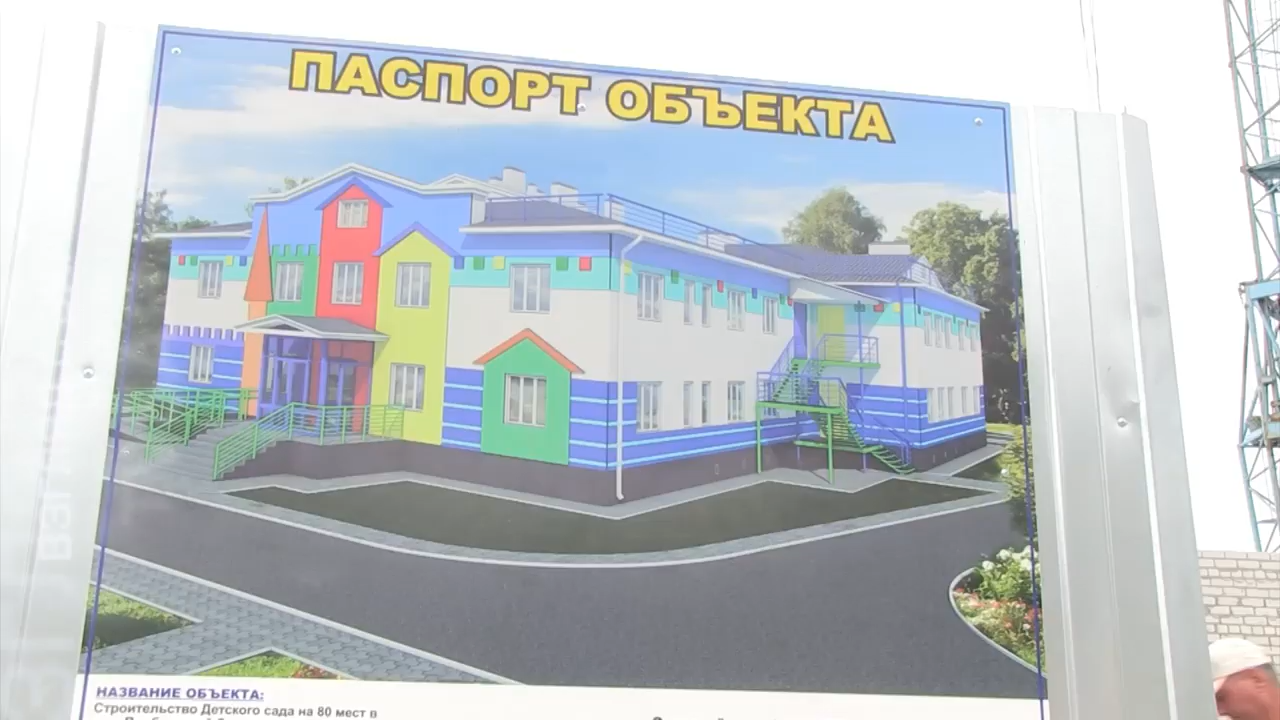 ПАСПОРТ ОБЪЕКТА
НАЗВАНИЕ ОБЪЕКТА:
Строительство Детского сада на 80 мест в